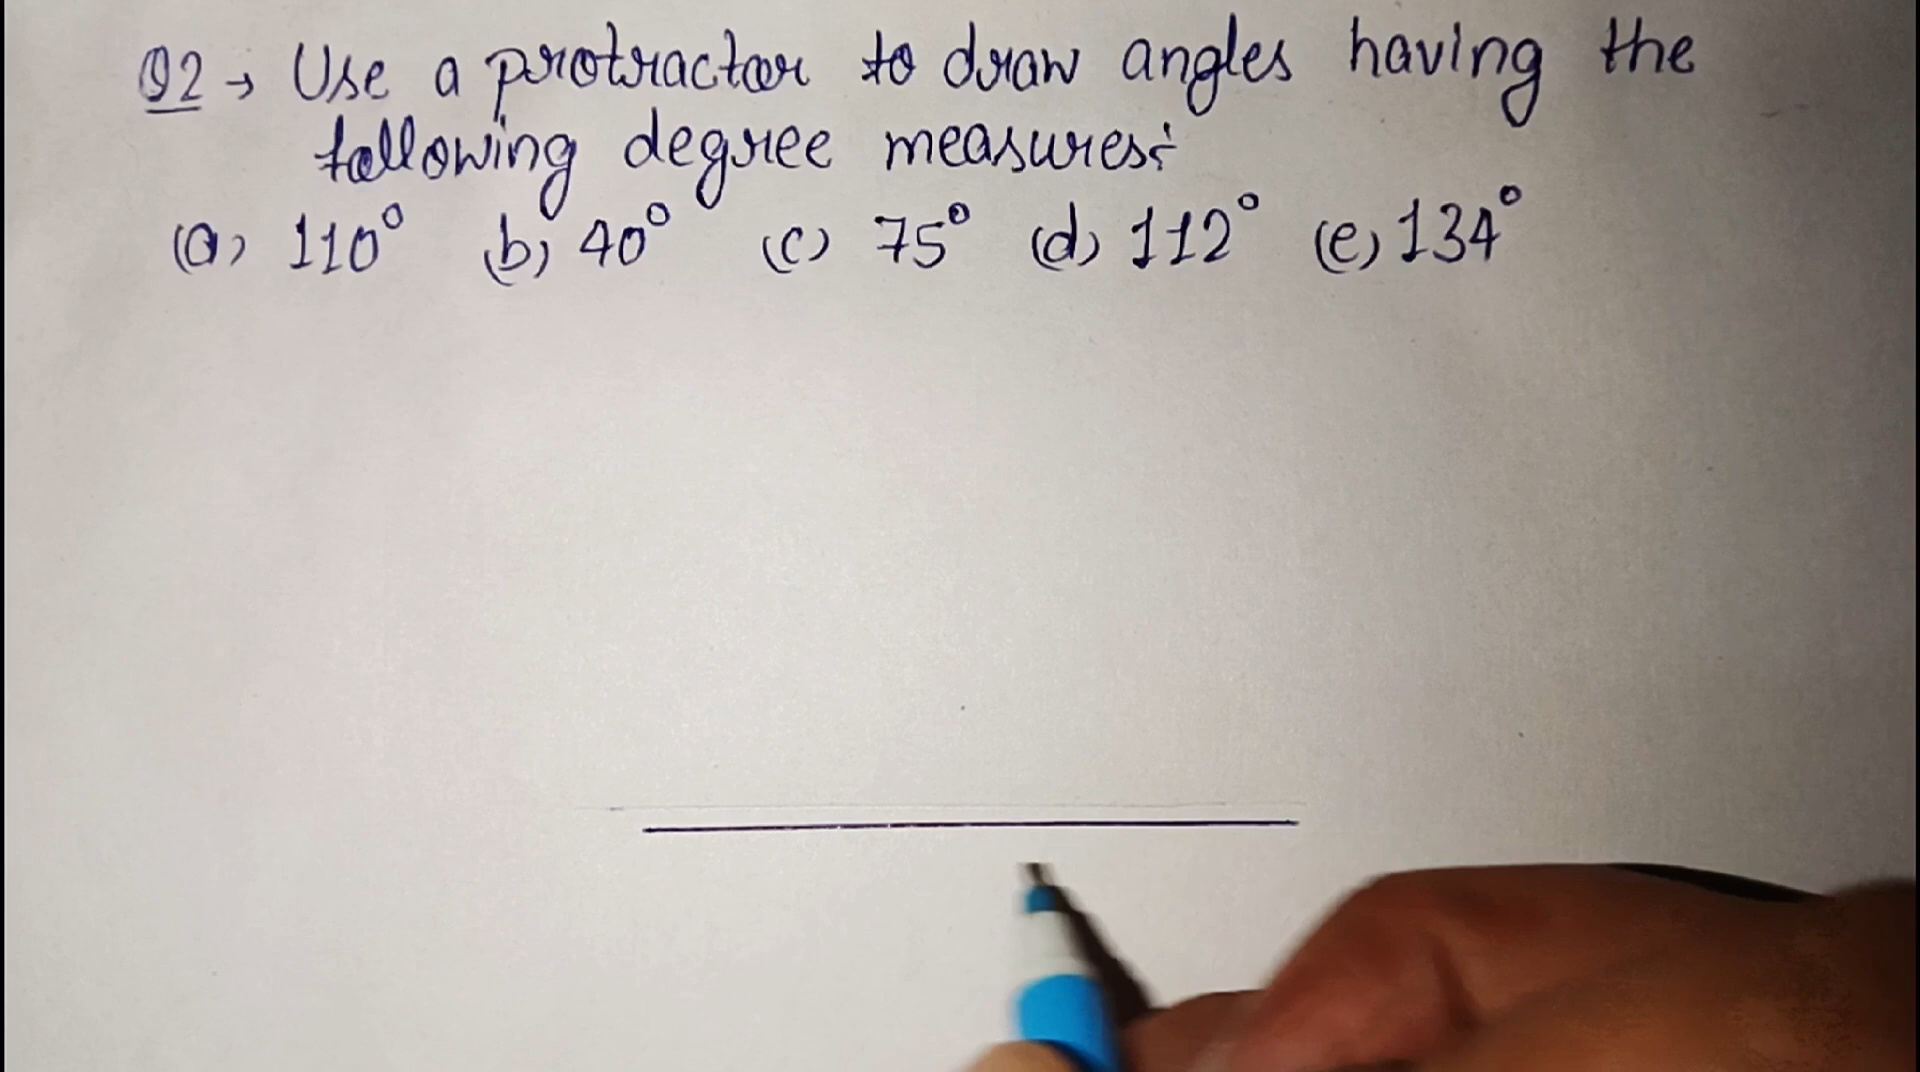 Q2→ Use a protractor to draw angles having the
following degree measures:
(a) 110° (b) 40° (c) 75° (d) 112° (e) 134°